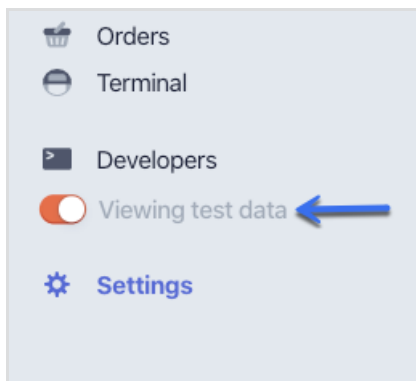 Orders
Terminal
Developers
Viewing test data
Settings